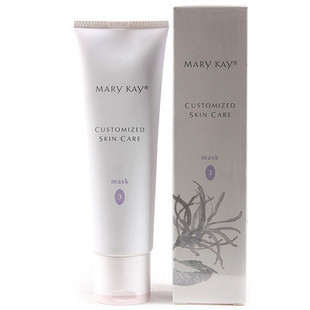 MARY KAY®
CUSTOMIZED
SKIN CARE
mask
3
MARY KAY®
CUSTOMIZED
SKIN CARE
mask
3